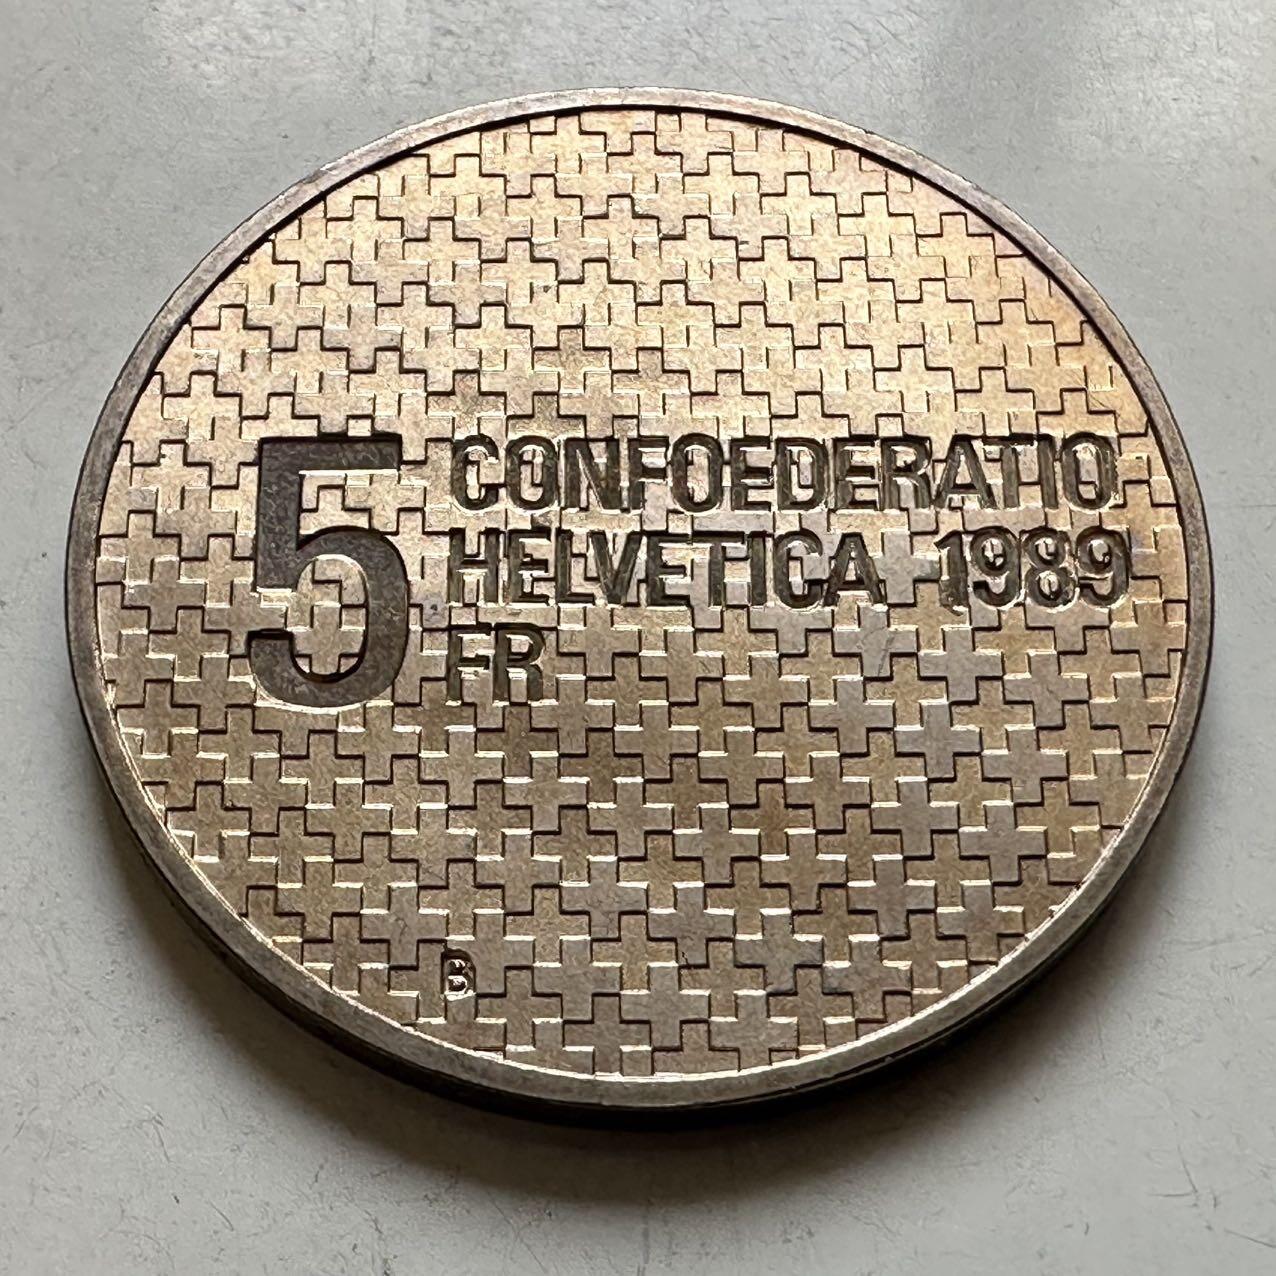 5
CONFOEDERATIO
HELVETICA 1989
FR
B